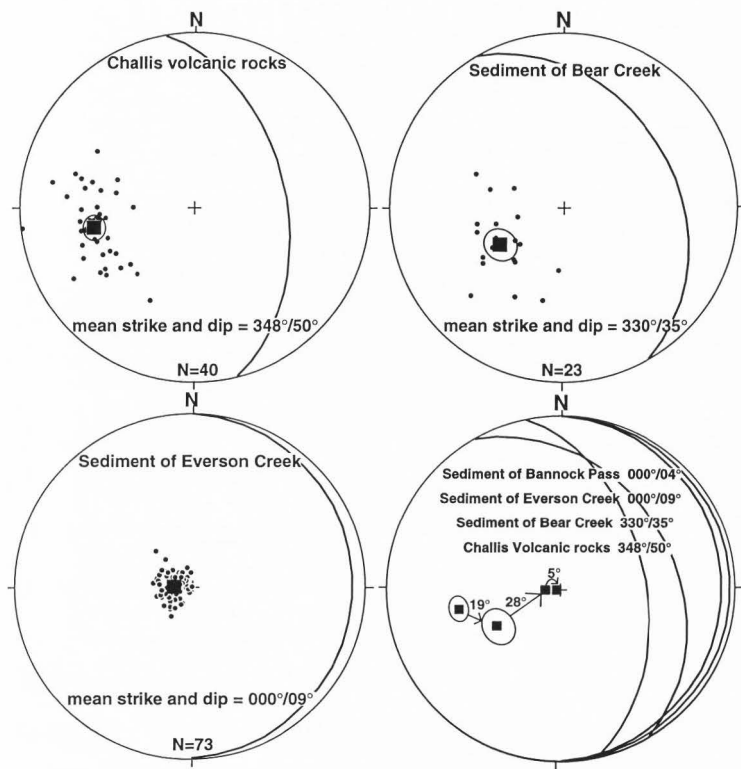 N
Challis volcanic rocks
mean strike and dip = 348°/50°
N=40
Sediment of Bear Creek
mean strike and dip = 330°/35°
N=23
N
Sediment of Everson Creek
mean strike and dip = 000°/09°
N=73
N
Sediment of Bannock Pass 000°/04°
Sediment of Everson Creek 000°/09°
Sediment of Bear Creek 330°/35°
Challis Volcanic rocks 348°/50°
5°
19°
28°
N